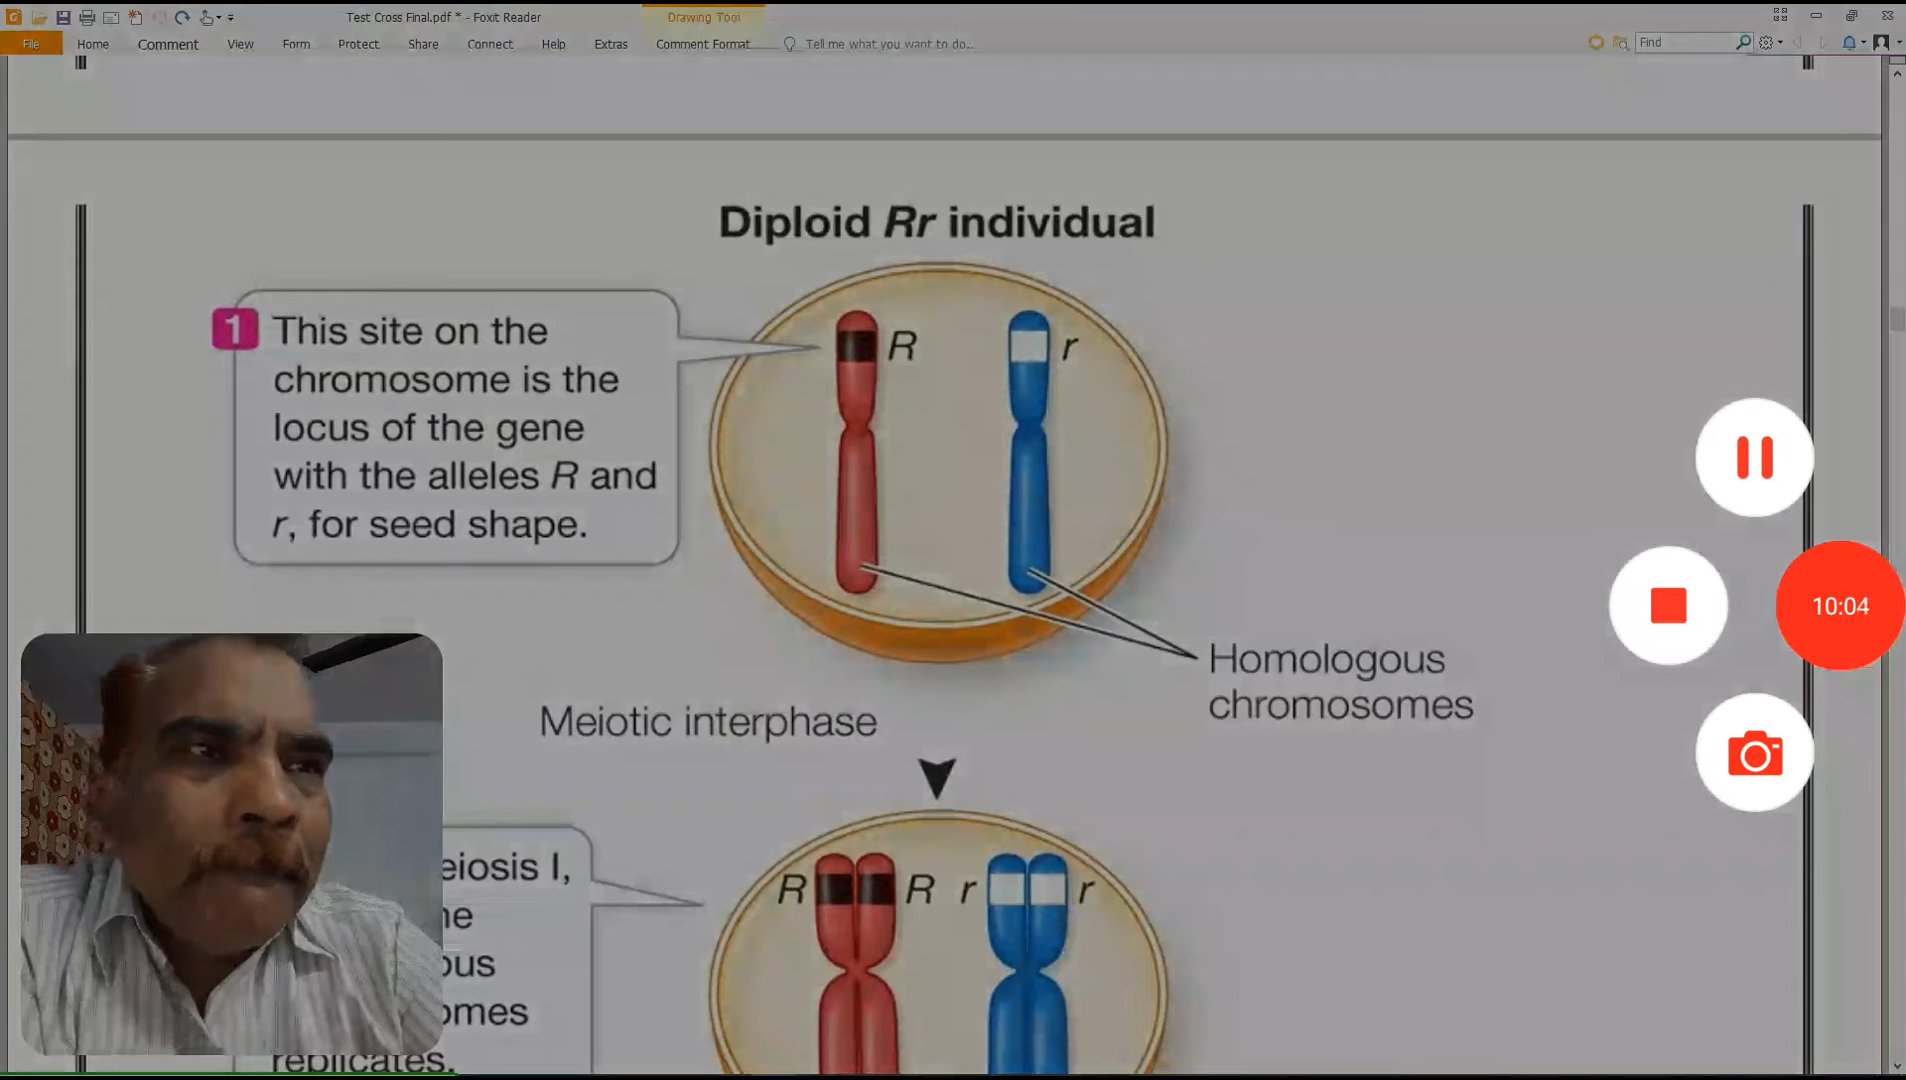 Test Cross Final.pdf * - Foxit Reader
Drawing Tool
File Home Comment View Form Protect Share Connect Help Extras Comment Format Tell me what you want to do.. Find
Diploid Rr individual
1 This site on the
chromosome is the
locus of the gene
with the alleles R and
r, for seed shape.
R r
Homologous
chromosomes
Meiotic interphase
10:04
eiosis I,
R R r r
replicates.